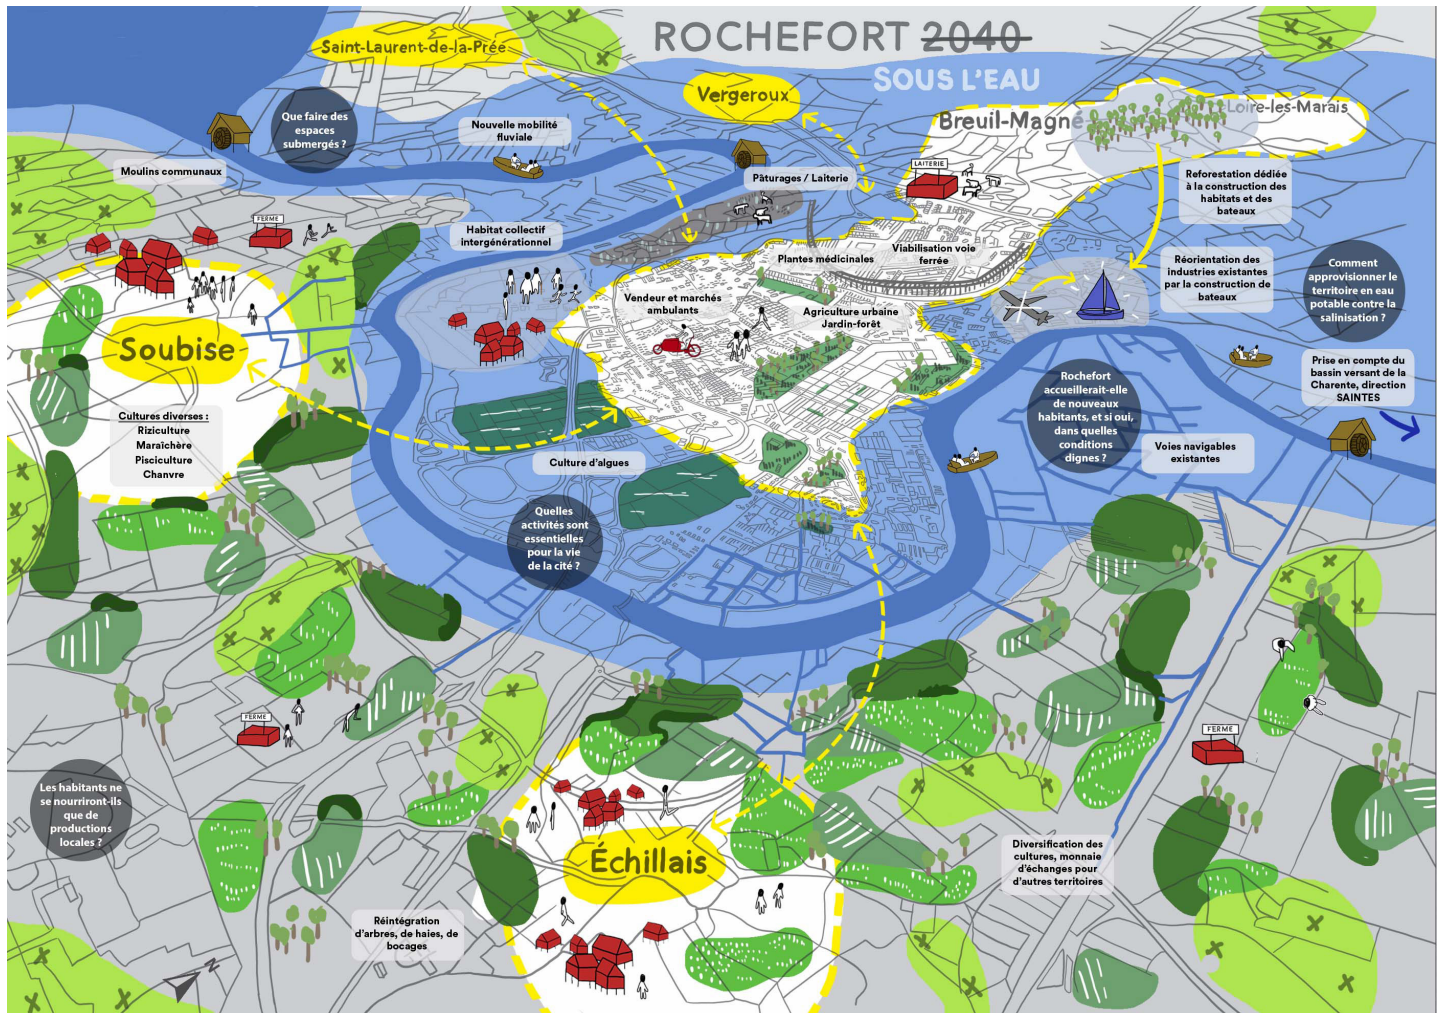 ROCHEFORT 2040
SOUS L'EAU
Saint-Laurent-de-la-Prée
Vergeroux
Breuil-Magné
Loire-les-Marais
Que faire des
espaces
submergés ?
Nouvelle mobilité
fluviale
Moulins communaux
LAITERIE
Pâturages / Laiterie
Reforestation dédiée
à la construction des
habitats et des
bateaux
FERME
Habitat collectif
intergénérationnel
Plantes médicinales
Viabilisation voie
ferrée
Réorientation des
industries existantes
par la construction de
bateaux
Comment
approvisionner le
territoire en eau
potable contre la
salinisation ?
Vendeur et marchés
ambulants
Agriculture urbaine
Jardin-forêt
Soubise
Prise en compte du
bassin versant de la
Charente, direction
SAINTES
Rochefort
accueillerait-elle
de nouveaux
habitants, et si oui,
dans quelles
conditions
dignes ?
Cultures diverses :
Riziculture
Maraîchère
Pisciculture
Chanvre
Culture d'algues
Voies navigables
existantes
Quelles
activités sont
essentielles
pour la vie
de la cité ?
FERME
FERME
Les habitants ne
se nourriront-ils
que de
productions
locales ?
Échillais
Diversification des
cultures, monnaie
d'échanges pour
d'autres territoires
Réintégration
d'arbres, de haies, de
bocages
N